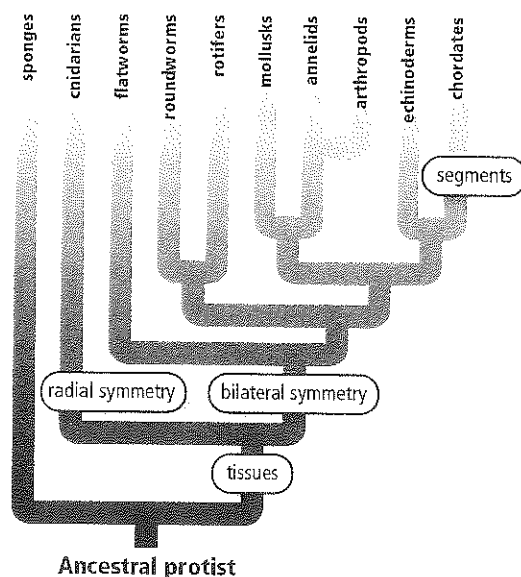 sponges
cnidarians
flatworms
roundworms
rotifers
mollusks
annelids
arthropods
echinoderms
chordates
segments
radial symmetry
bilateral symmetry
tissues
Ancestral protist